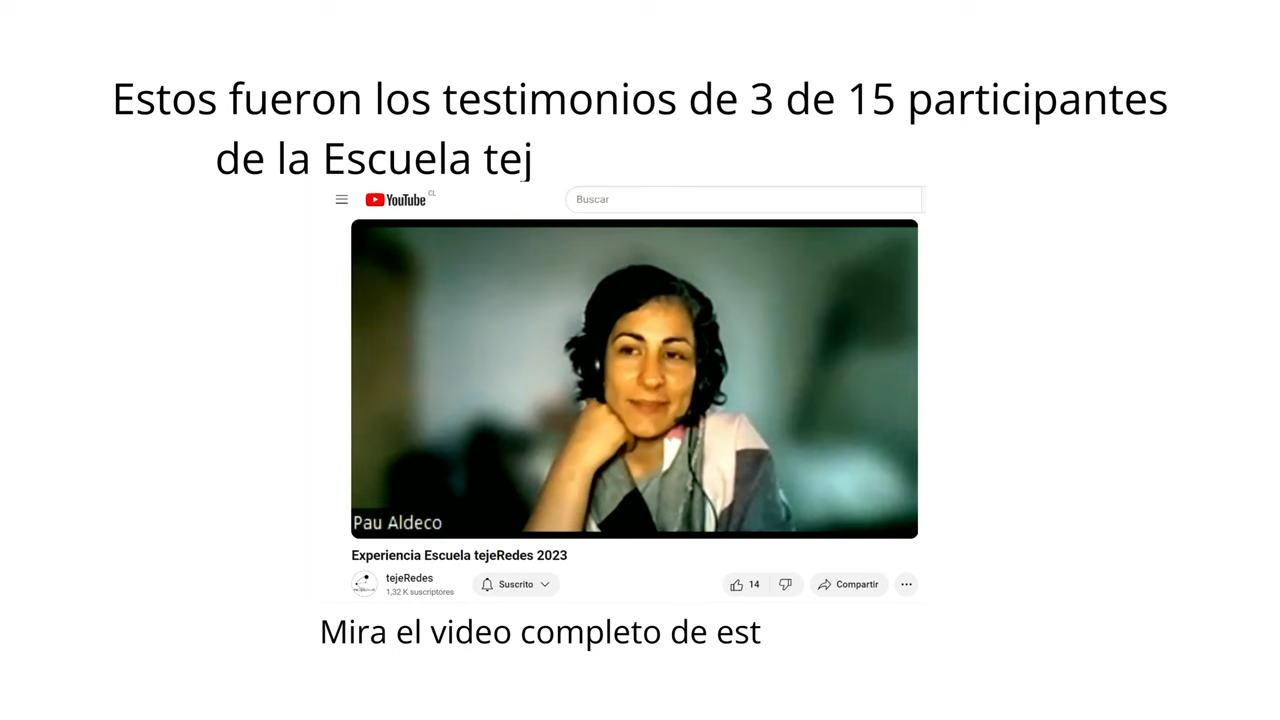 Estos fueron los testimonios de 3 de 15 participantes
de la Escuela tej
YouTube CL
Buscar
Pau Aldeco
Experiencia Escuela tejeRedes 2023
tejeRedes
1,32 K suscriptores
Suscrito
14
Compartir
Mira el video completo de est